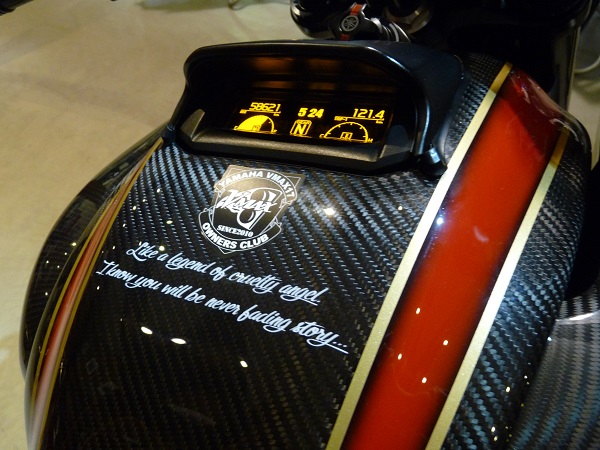 58621 5 24 121.4
N
YAMAHA VMAX17
SINCE2010
OWNERS CLUB
Like a legend of cruelty angel
I know you will be never fading story...